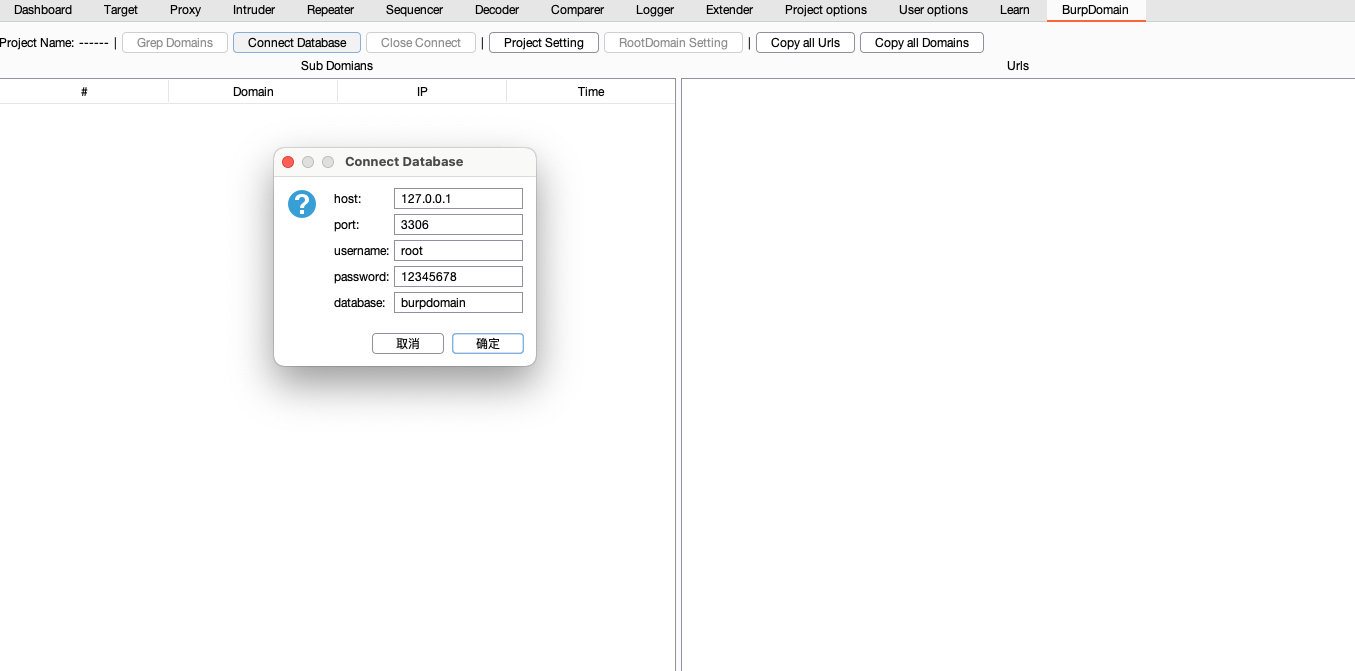 Dashboard Target Proxy Intruder Repeater Sequencer Decoder Comparer Logger Extender Project options User options Learn BurpDomain
Project Name: ------ | Grep Domains Connect Database Close Connect | Project Setting RootDomain Setting | Copy all Urls Copy all Domains
Sub Domians Urls
# Domain IP Time
Connect Database
?
host: 127.0.0.1
port: 3306
username: root
password: 12345678
database: burpdomain
取消 确定